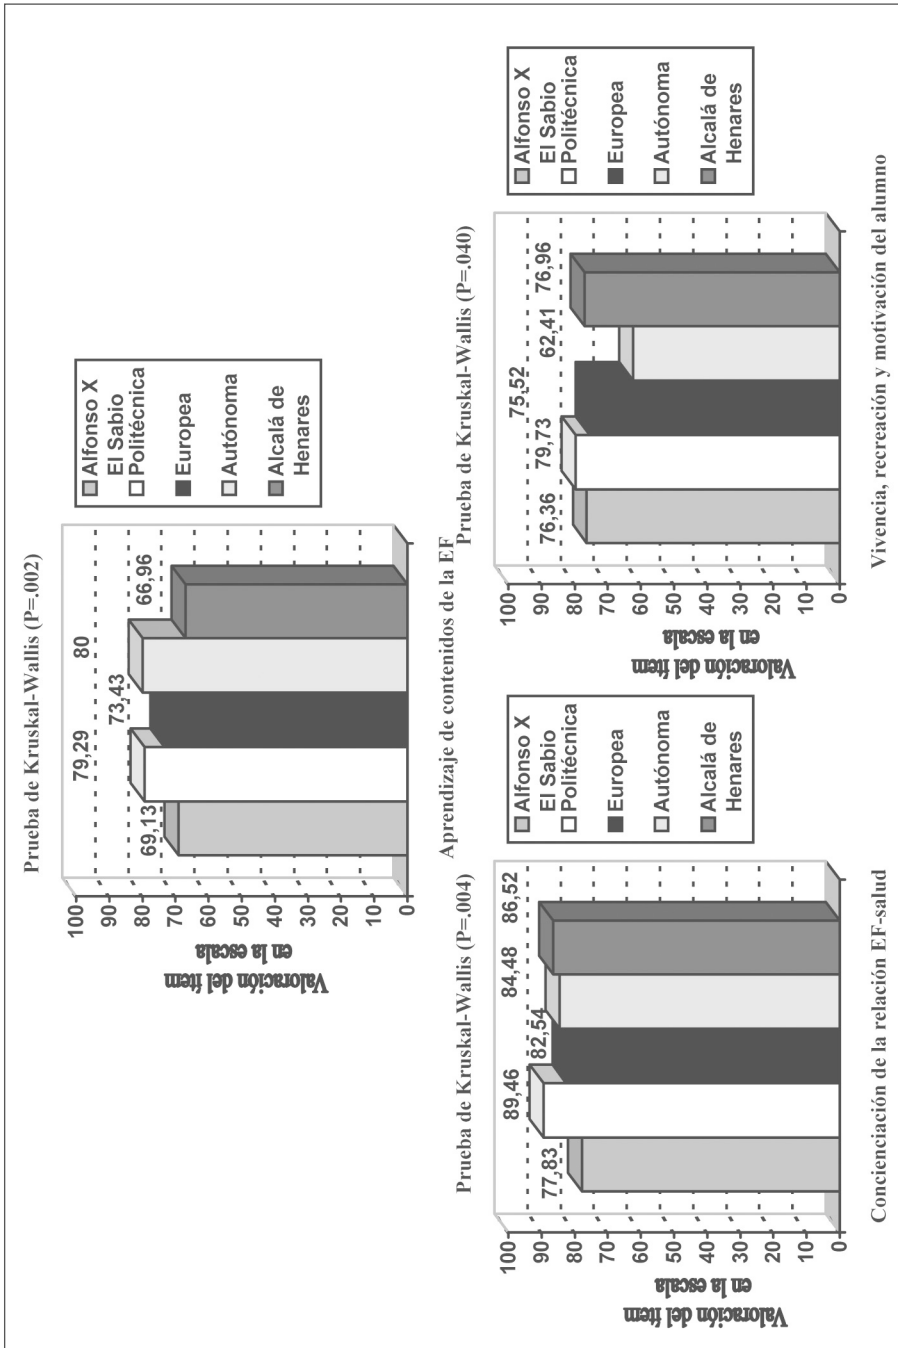 Prueba de Kruskal-Wallis (P=.002)
Valoración del ítem
en la escala
100
90
80
70
60
50
40
30
20
10
0
69,13
79,29
73,43
80
66,96
Alfonso X
El Sabio
Politécnica
Europea
Autónoma
Alcalá de
Henares
Aprendizaje de contenidos de la EF
Prueba de Kruskal-Wallis (P=.004)
Valoración del ítem
en la escala
100
90
80
70
60
50
40
30
20
10
0
77,83
89,46
82,54
84,48
86,52
Alfonso X
El Sabio
Politécnica
Europea
Autónoma
Alcalá de
Henares
Concienciación de la relación EF-salud
Prueba de Kruskal-Wallis (P=.040)
Valoración del ítem
en la escala
100
90
80
70
60
50
40
30
20
10
0
76,36
79,73
75,52
62,41
76,96
Alfonso X
El Sabio
Politécnica
Europea
Autónoma
Alcalá de
Henares
Vivencia, recreación y motivación del alumno